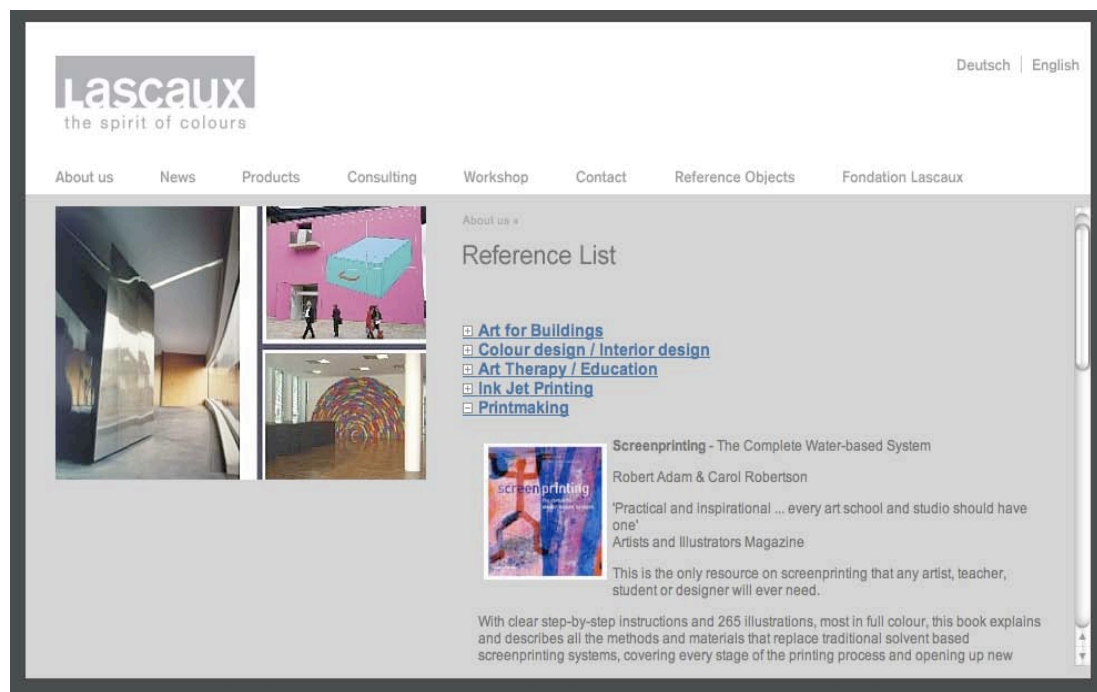 Lascaux
the spirit of colours
Deutsch English
About us News Products Consulting Workshop Contact Reference Objects Fondation Lascaux
About us »
Reference List
Art for Buildings
Colour design / Interior design
Art Therapy / Education
Ink Jet Printing
Printmaking
screenprinting
Screenprinting - The Complete Water-based System
Robert Adam & Carol Robertson
'Practical and inspirational ... every art school and studio should have
one'
Artists and Illustrators Magazine
This is the only resource on screenprinting that any artist, teacher,
student or designer will ever need.
With clear step-by-step instructions and 265 illustrations, most in full colour, this book explains
and describes all the methods and materials that replace traditional solvent based
screenprinting systems, covering every stage of the printing process and opening up new